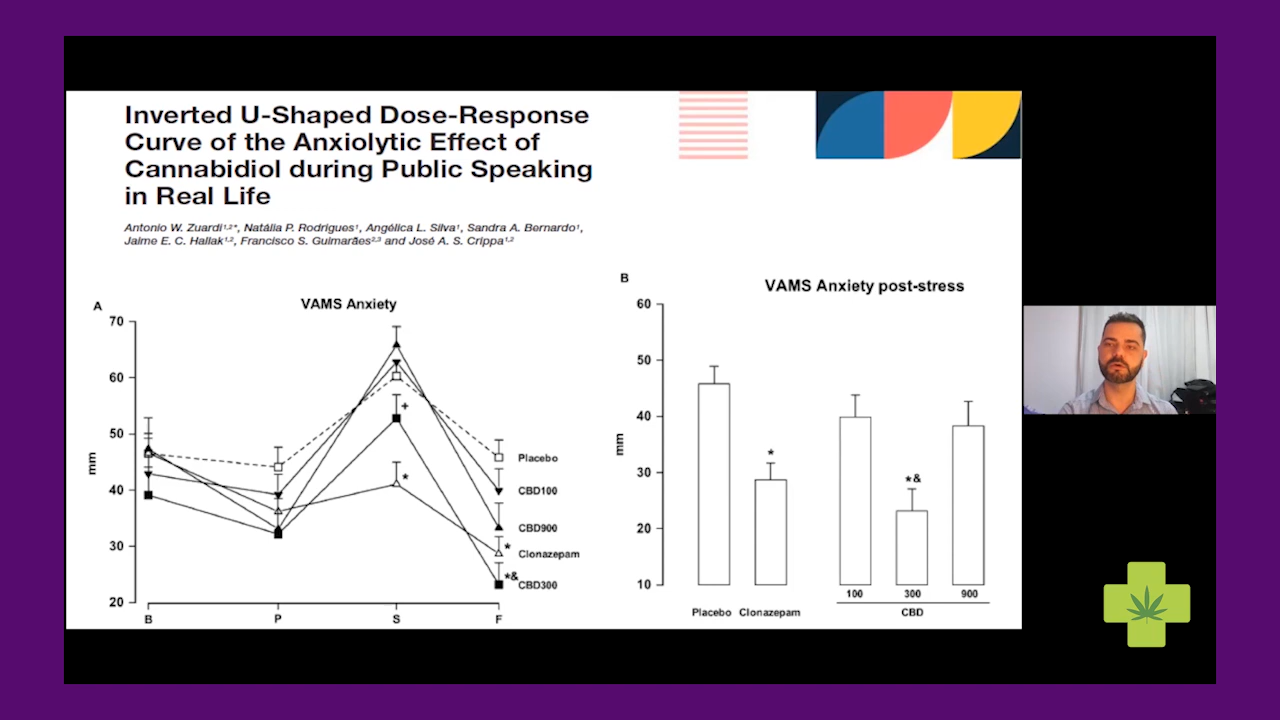 Inverted U-Shaped Dose-Response
Curve of the Anxiolytic Effect of
Cannabidiol during Public Speaking
in Real Life
Antonio W. Zuardi1,2*, Natália P. Rodrigues1, Angélica L. Silva1, Sandra A. Bernardo1,
Jaime E. C. Hallak1,2, Francisco S. Guimarães2,3 and José A. S. Crippa1,2
A
VAMS Anxiety
70
60
50
40
30
20
mm
+
*
*
*&
Placebo
CBD100
CBD900
Clonazepam
CBD300
B P S F
B
VAMS Anxiety post-stress
60
50
40
30
20
10
mm
*
*&
100 300 900
Placebo Clonazepam CBD